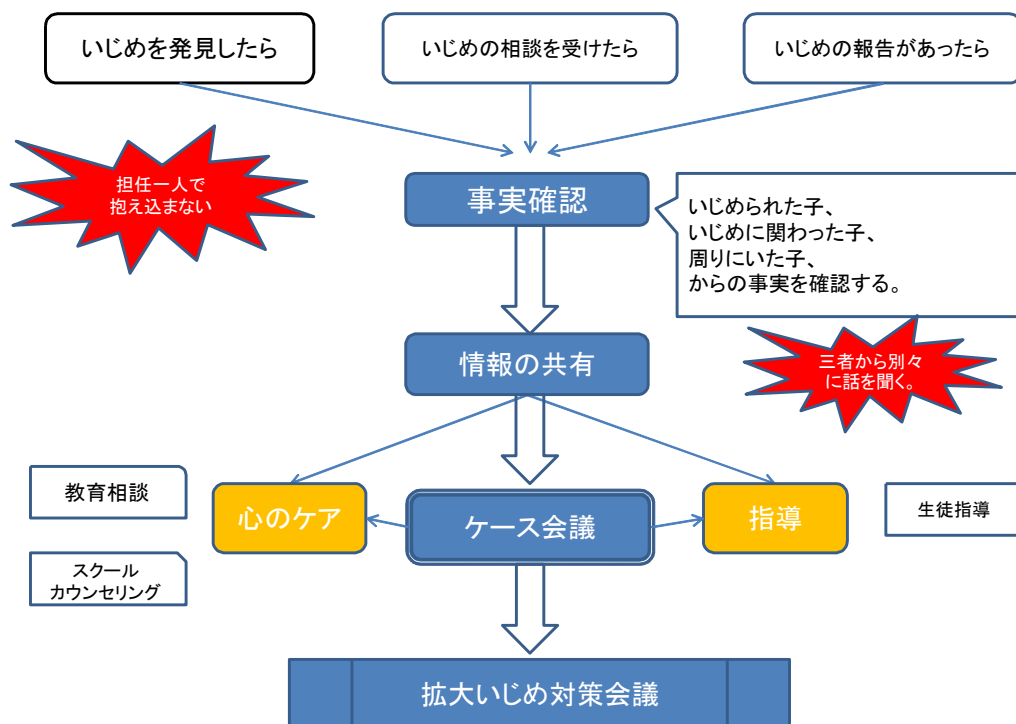 いじめを発見したら
いじめの相談を受けたら
いじめの報告があったら
担任一人で
抱え込まない
事実確認
いじめられた子、
いじめに関わった子、
周りにいた子、
からの事実を確認する。
情報の共有
三者から別々
に話を聞く。
教育相談
心のケア
ケース会議
指導
生徒指導
スクール
カウンセリング
拡大いじめ対策会議